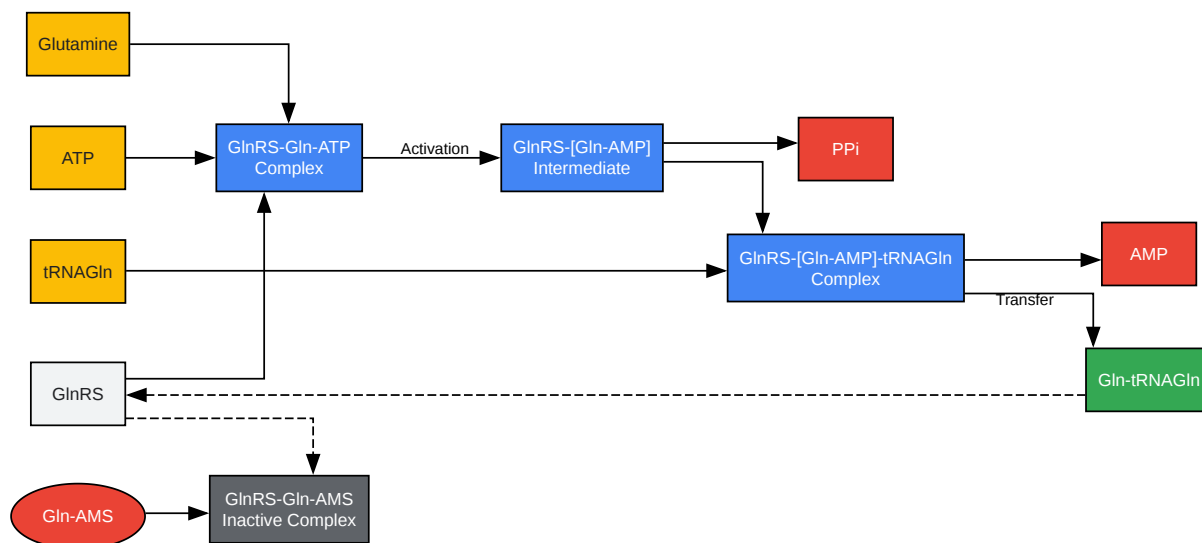 Glutamine
ATP
GlnRS-Gln-ATP
Complex
Activation
GlnRS-[Gln-AMP]
Intermediate
PPi
tRNAGln
GlnRS-[Gln-AMP]-tRNAGln
Complex
AMP
Transfer
GlnRS
Gln-tRNAGln
Gln-AMS
GlnRS-Gln-AMS
Inactive Complex